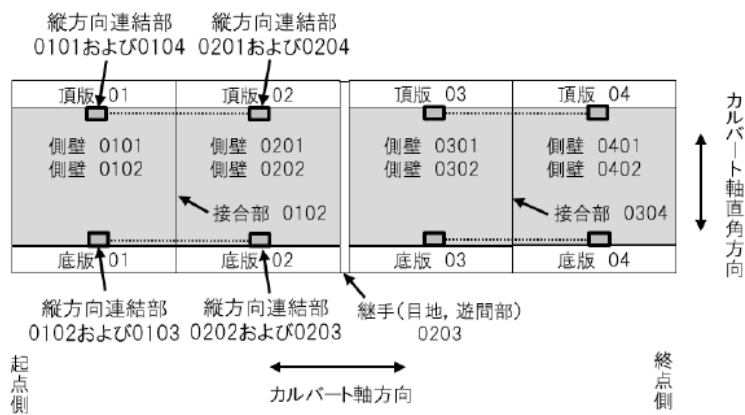 縦方向連結部
0101および0104
縦方向連結部
0201および0204
頂版 01
頂版 02
頂版 03
頂版 04
側壁 0101
側壁 0102
側壁 0201
側壁 0202
側壁 0301
側壁 0302
側壁 0401
側壁 0402
接合部 0102
接合部 0304
底版 01
底版 02
底版 03
底版 04
縦方向連結部
0102および0103
縦方向連結部
0202および0203
継手(目地，遊間部)
0203
カルバート軸直角方向
起点側
カルバート軸方向
終点側